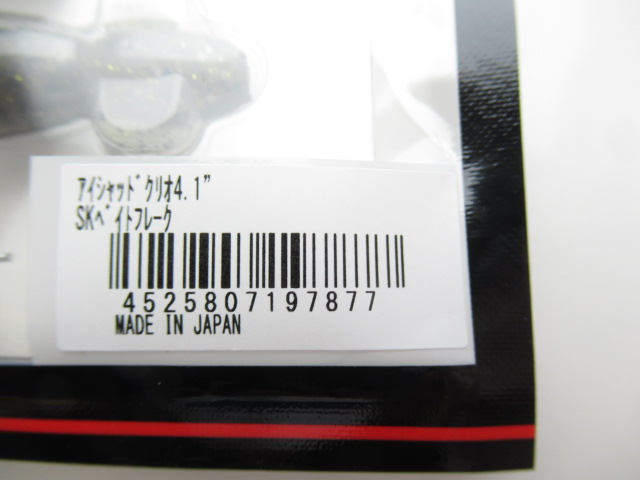 ｱｲｼｬｯﾄﾞｸﾘｵ4.1"
SKﾍﾞｲﾄﾌﾚｰｸ
4525807197877
MADE IN JAPAN